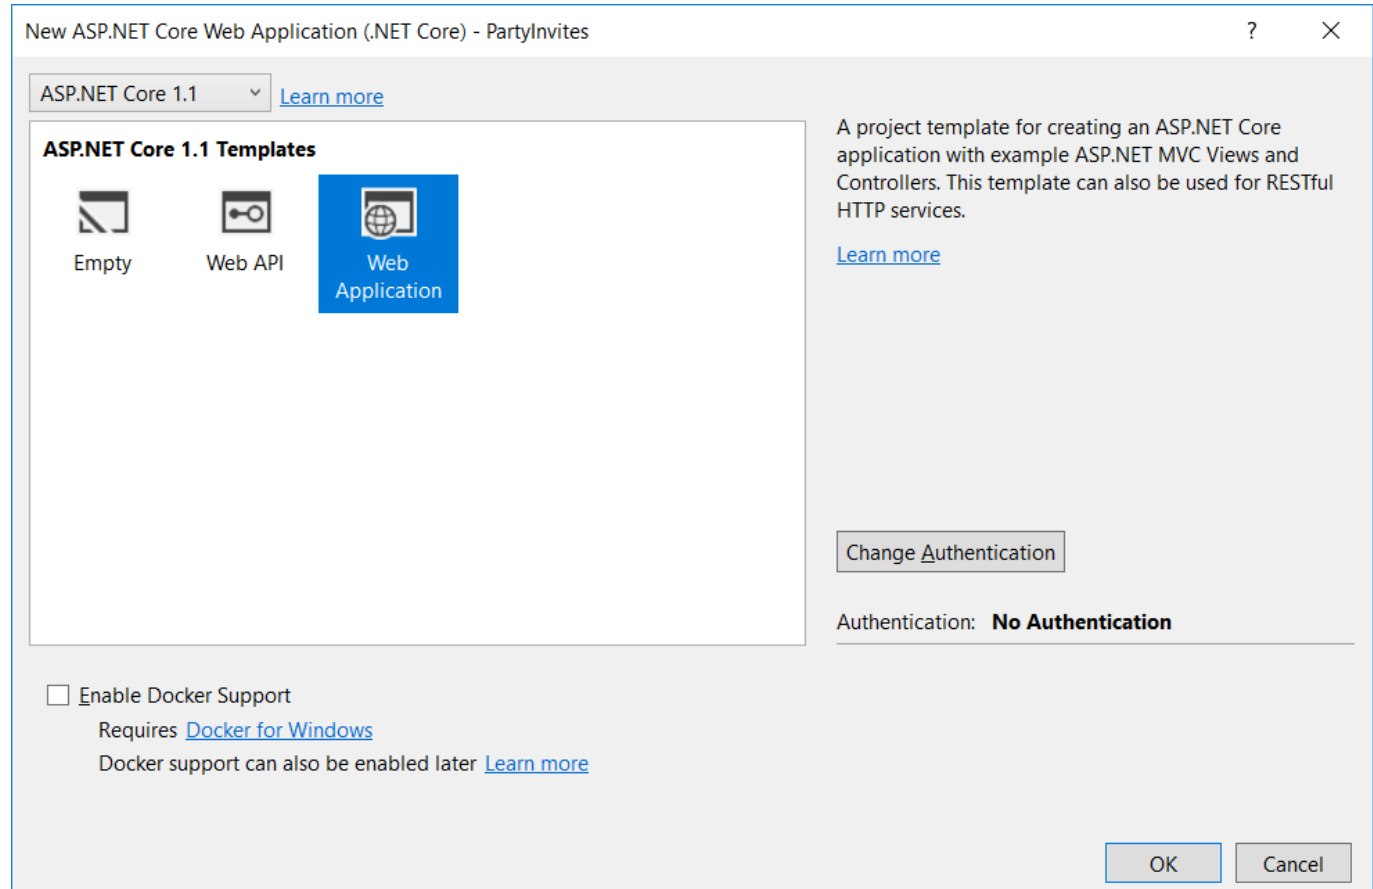 New ASP.NET Core Web Application (.NET Core) - PartyInvites
?
ASP.NET Core 1.1
Learn more
ASP.NET Core 1.1 Templates
Empty
Web API
Web
Application
A project template for creating an ASP.NET Core
application with example ASP.NET MVC Views and
Controllers. This template can also be used for RESTful
HTTP services.
Learn more
Change Authentication
Authentication: No Authentication
Enable Docker Support
Requires Docker for Windows
Docker support can also be enabled later Learn more
OK
Cancel